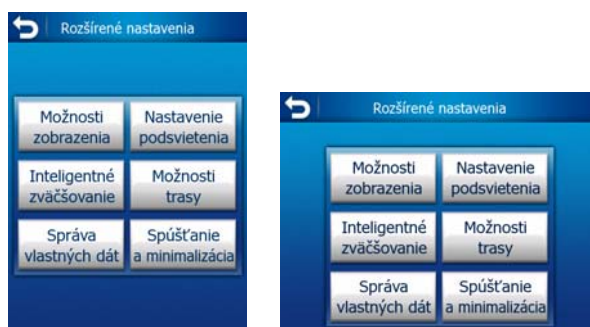 Rozšírené nastavenia
Možnosti
zobrazenia
Nastavenie
podsvietenia
Inteligentné
zväčšovanie
Možnosti
trasy
Správa
vlastných dát
Spúšťanie
a minimalizácia
Rozšírené nastavenia
Možnosti
zobrazenia
Nastavenie
podsvietenia
Inteligentné
zväčšovanie
Možnosti
trasy
Správa
vlastných dát
Spúšťanie
a minimalizácia